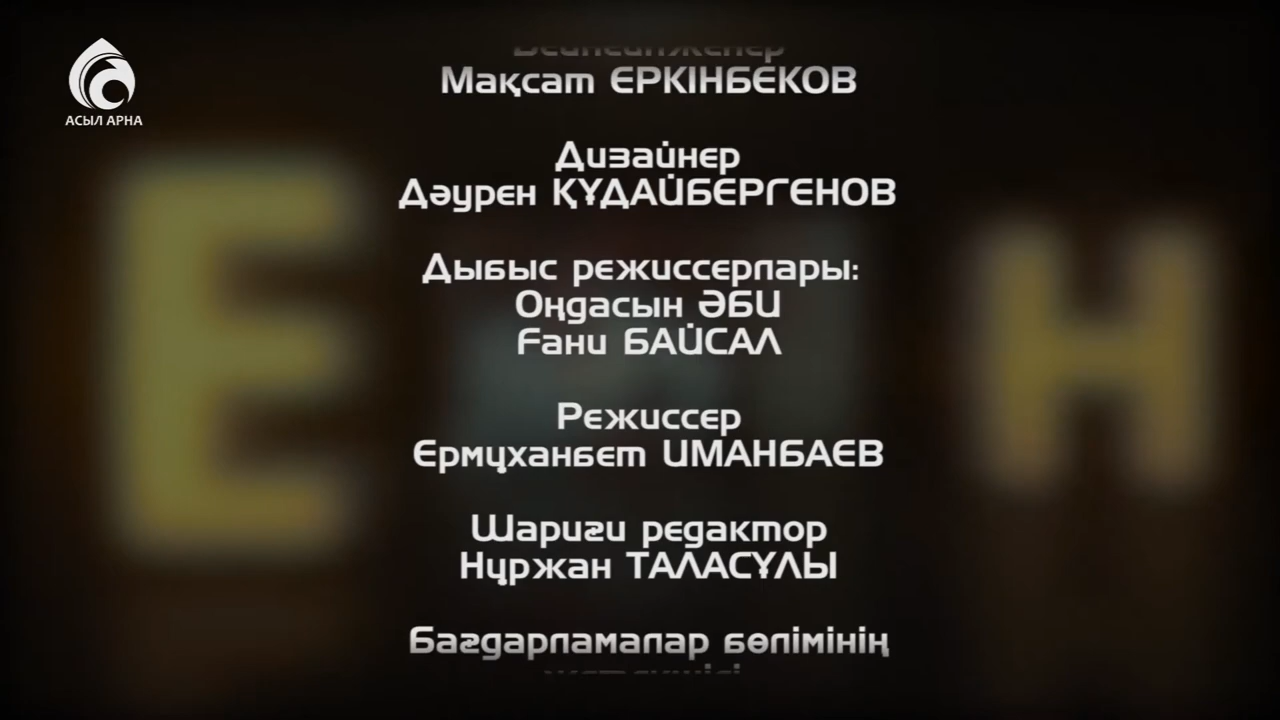 АСЫЛ АРНА
Мақсат ЕРКІНБЕКОВ
Дизайнер
Дәурен ҚҰДАЙБЕРГЕНОВ
Дыбыс режиссерлары:
Оңдасын ӘБИ
Ғани БАЙСАЛ
Режиссер
Ермұханбет ИМАНБАЕВ
Шариғи редактор
Нұржан ТАЛАСҰЛЫ
Бағдарламалар бөлімінің
Е Н